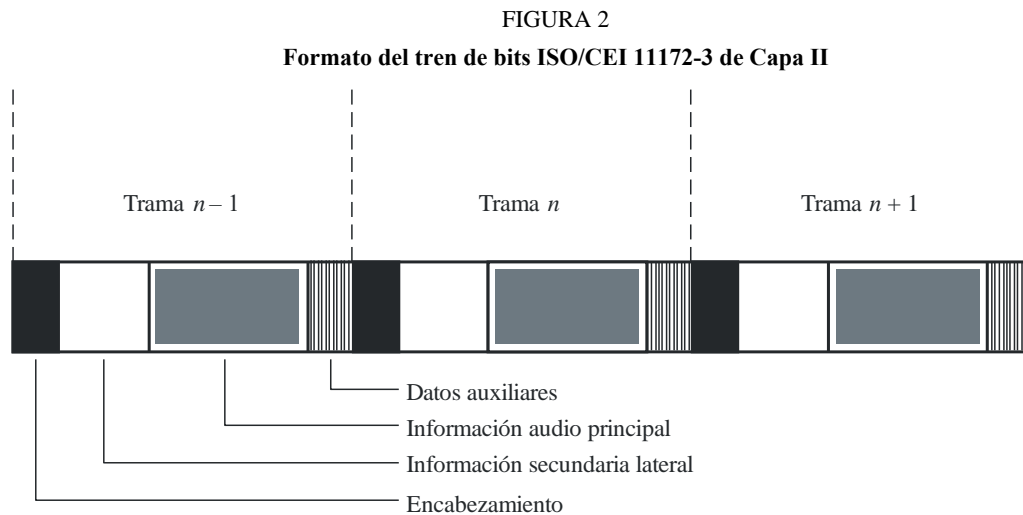 FIGURA 2
Formato del tren de bits ISO/CEI 11172-3 de Capa II
Trama n – 1
Trama n
Trama n + 1
Datos auxiliares
Información audio principal
Información secundaria lateral
Encabezamiento